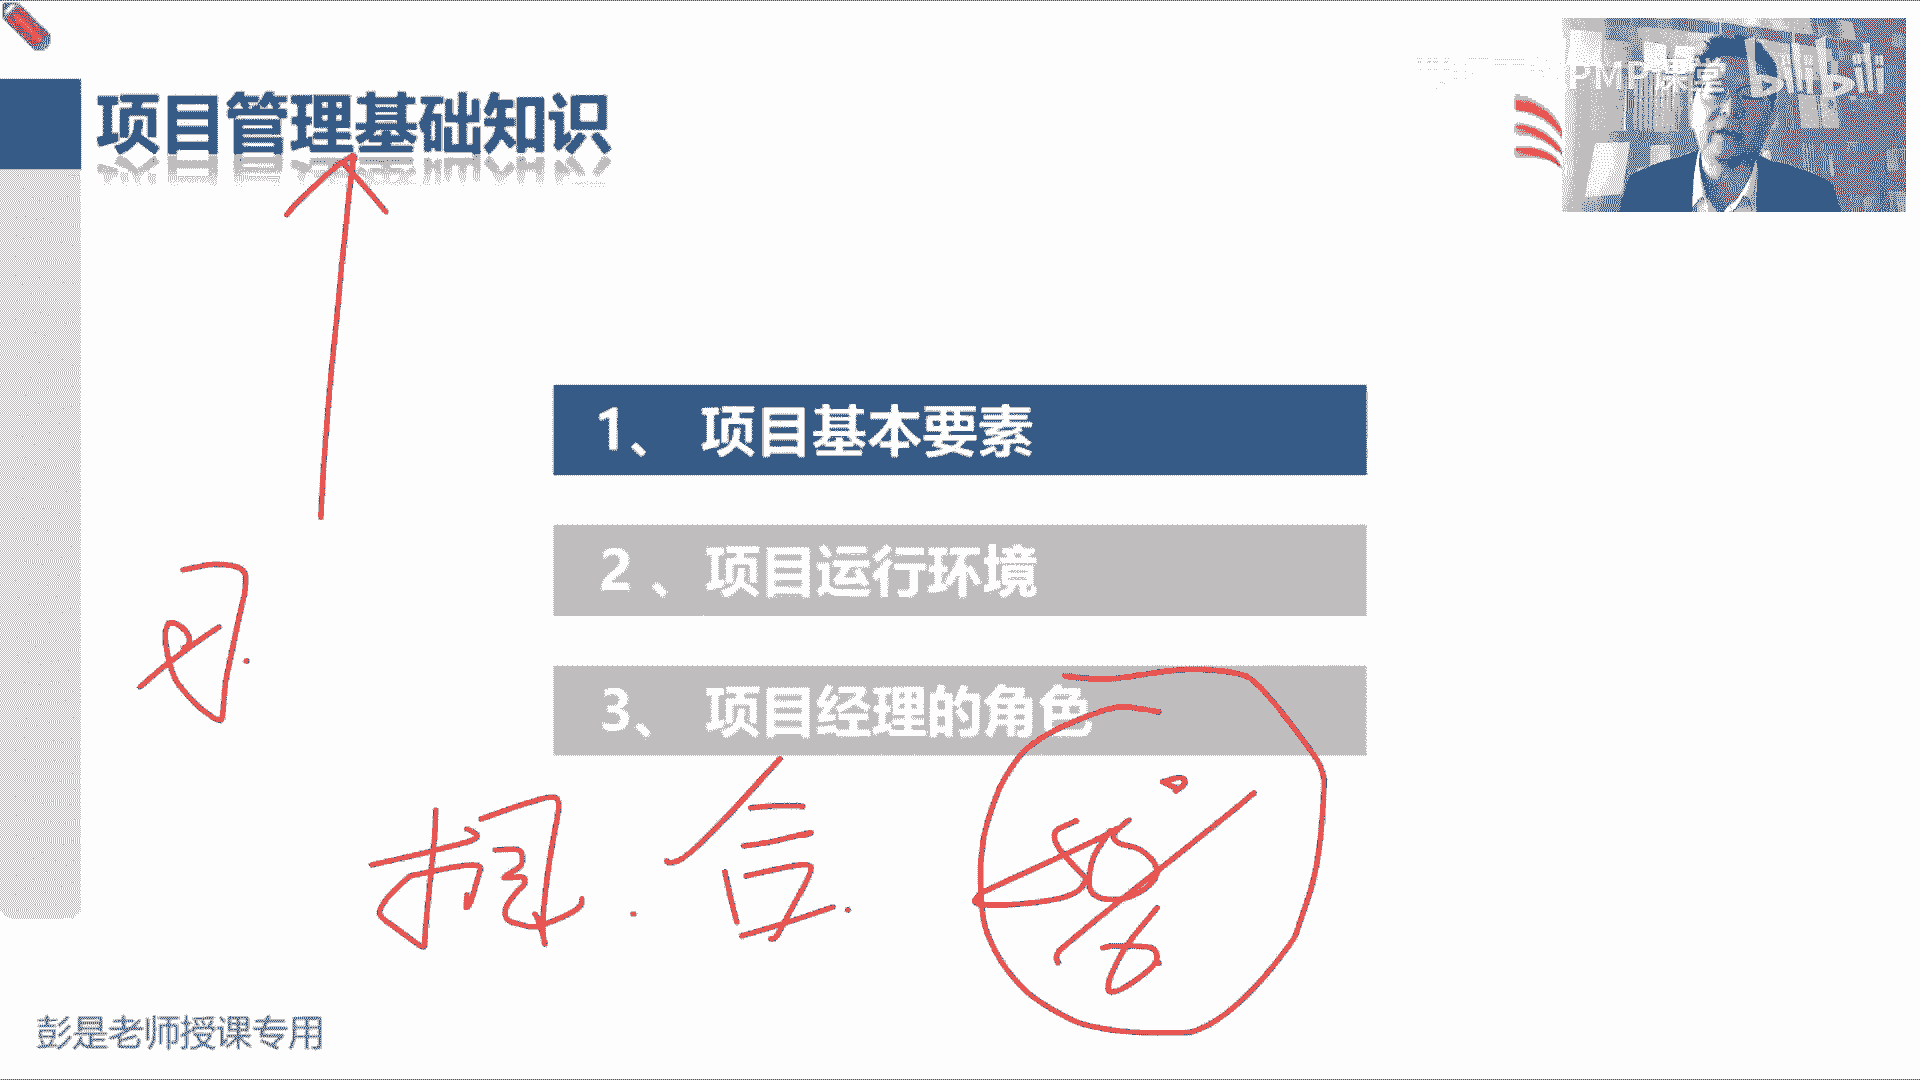 PMP课堂 bilibili
项目管理基础知识
1、 项目基本要素
2 、项目运行环境
3、 项目经理的角色
彭是老师授课专用